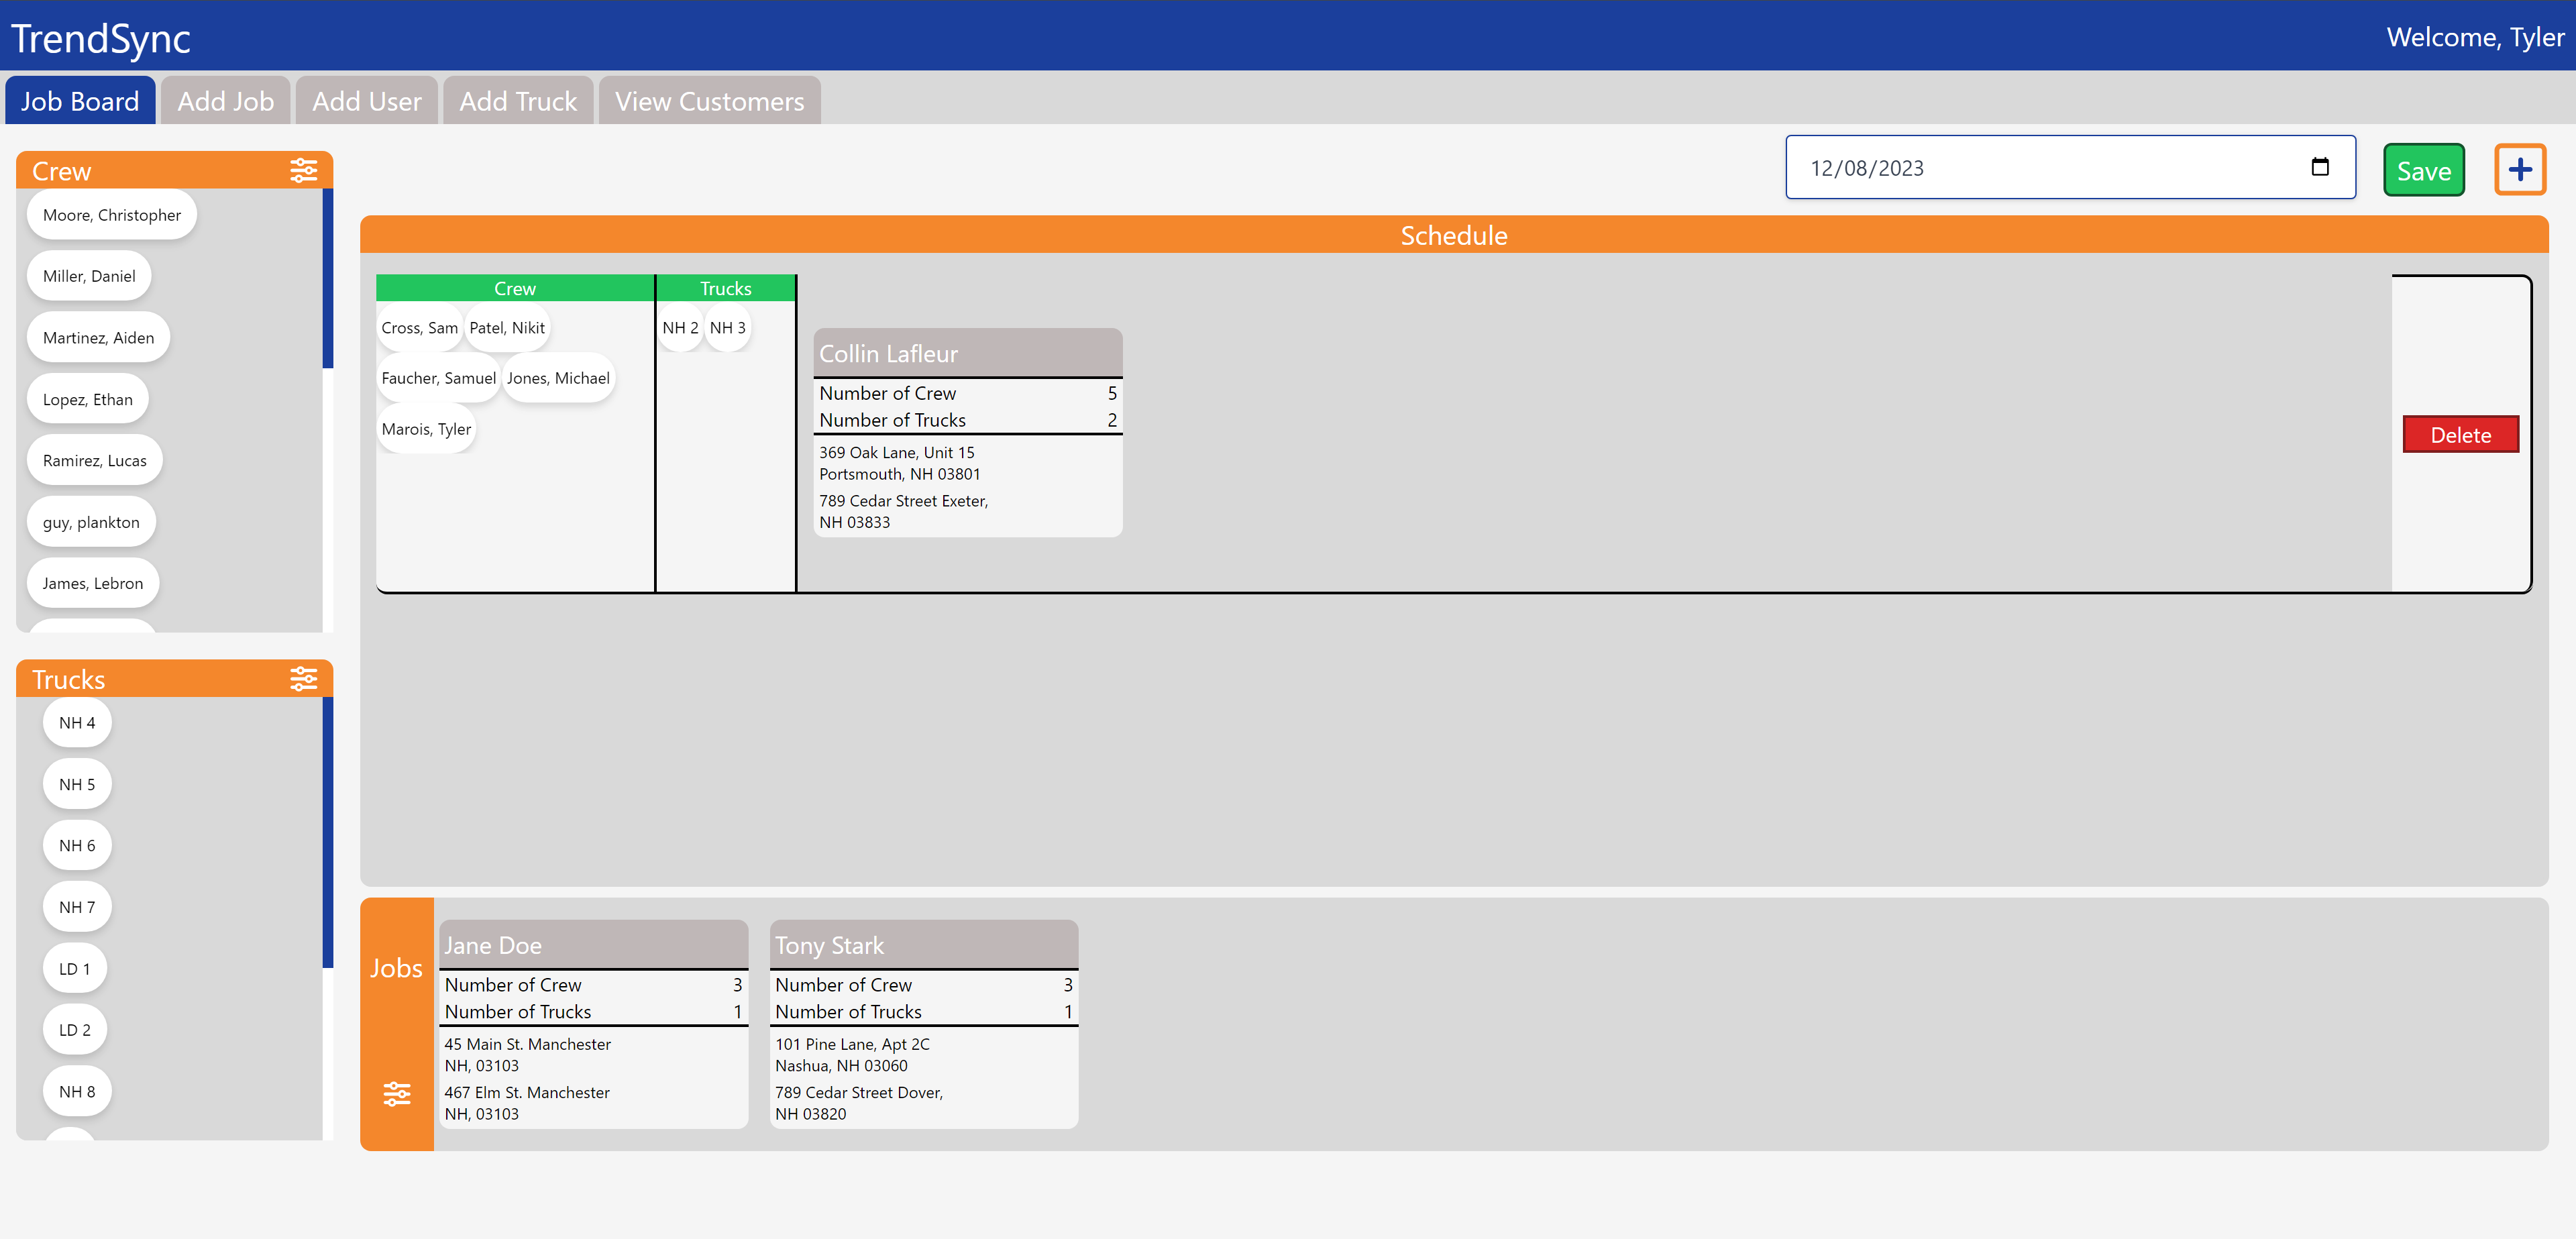 TrendSync
Welcome, Tyler
Job Board
Add Job
Add User
Add Truck
View Customers
12/08/2023
Save
Crew
Moore, Christopher
Miller, Daniel
Martinez, Aiden
Lopez, Ethan
Ramirez, Lucas
guy, plankton
James, Lebron
Trucks
NH 4
NH 5
NH 6
NH 7
LD 1
LD 2
NH 8
Schedule
Crew
Cross, Sam Patel, Nikit
Faucher, Samuel Jones, Michael
Marois, Tyler
Trucks
NH 2 NH 3
Collin Lafleur
Number of Crew 5
Number of Trucks 2
369 Oak Lane, Unit 15
Portsmouth, NH 03801
789 Cedar Street Exeter,
NH 03833
Delete
Jobs
Jane Doe
Number of Crew 3
Number of Trucks 1
45 Main St. Manchester
NH, 03103
467 Elm St. Manchester
NH, 03103
Tony Stark
Number of Crew 3
Number of Trucks 1
101 Pine Lane, Apt 2C
Nashua, NH 03060
789 Cedar Street Dover,
NH 03820